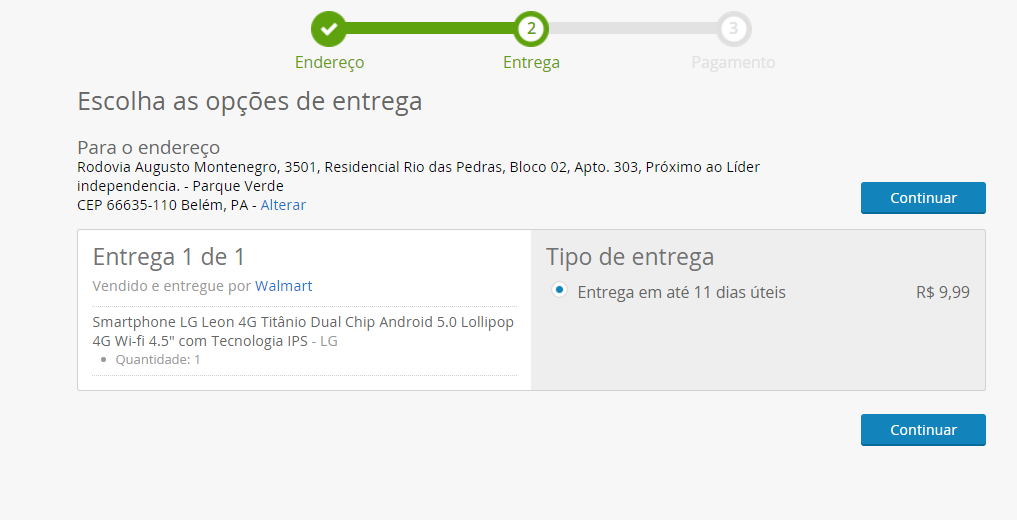 2
3
Endereço
Entrega
Pagamento
Escolha as opções de entrega
Para o endereço
Rodovia Augusto Montenegro, 3501, Residencial Rio das Pedras, Bloco 02, Apto. 303, Próximo ao Líder
independencia. - Parque Verde
CEP 66635-110 Belém, PA - Alterar
Continuar
Entrega 1 de 1
Vendido e entregue por Walmart
Smartphone LG Leon 4G Titânio Dual Chip Android 5.0 Lollipop
4G Wi-fi 4.5" com Tecnologia IPS - LG
Quantidade: 1
Tipo de entrega
Entrega em até 11 dias úteis
R$ 9,99
Continuar